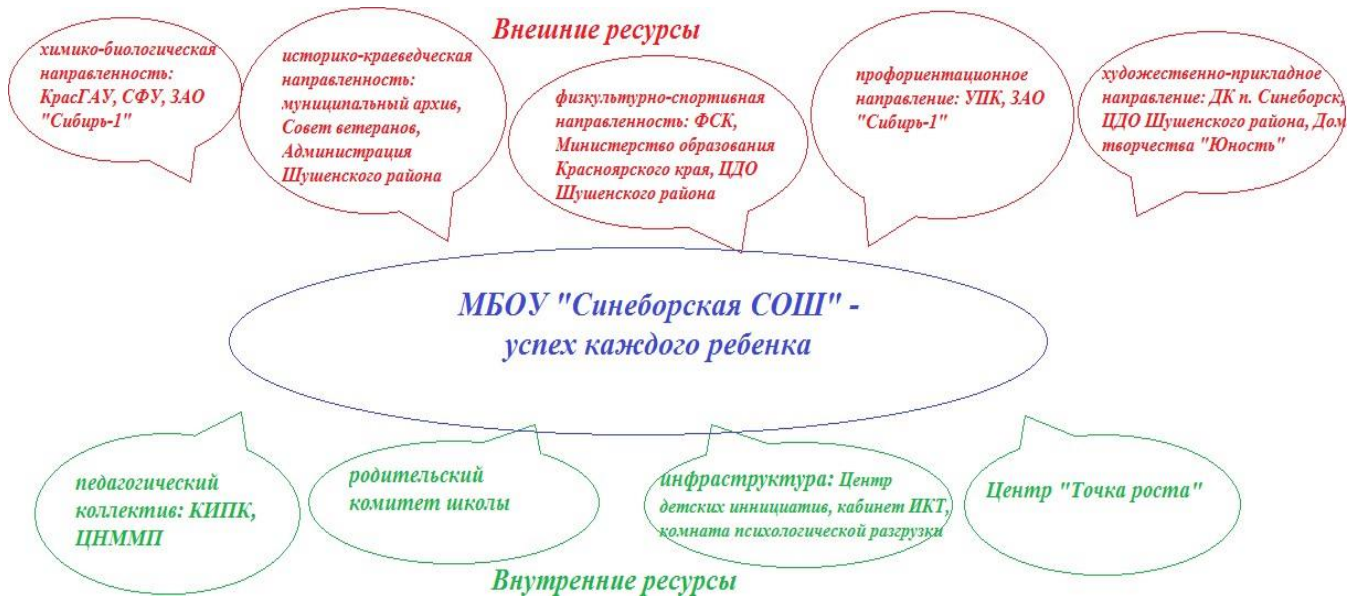 Внешние ресурсы
химико-биологическая
направленность:
КрасГАУ, СФУ, ЗАО
"Сибирь-1"
историко-краеведческая
направленность:
муниципальный архив,
Совет ветеранов,
Администрация
Шушенского района
физкультурно-спортивная
направленность: ФСК,
Министерство образования
Красноярского края, ЦДО
Шушенского района
профориентационное
направление: УПК, ЗАО
"Сибирь-1"
художественно-прикладное
направление: ДК п. Синеборск,
ЦДО Шушенского района, Дом
творчества "Юность"
МБОУ "Синеборская СОШ" -
успех каждого ребенка
педагогический
коллектив: КИПК,
ЦНММП
родительский
комитет школы
инфраструктура: Центр
детских иннициатив, кабинет ИКТ,
комната психологической разгрузки
Центр "Точка роста"
Внутренние ресурсы